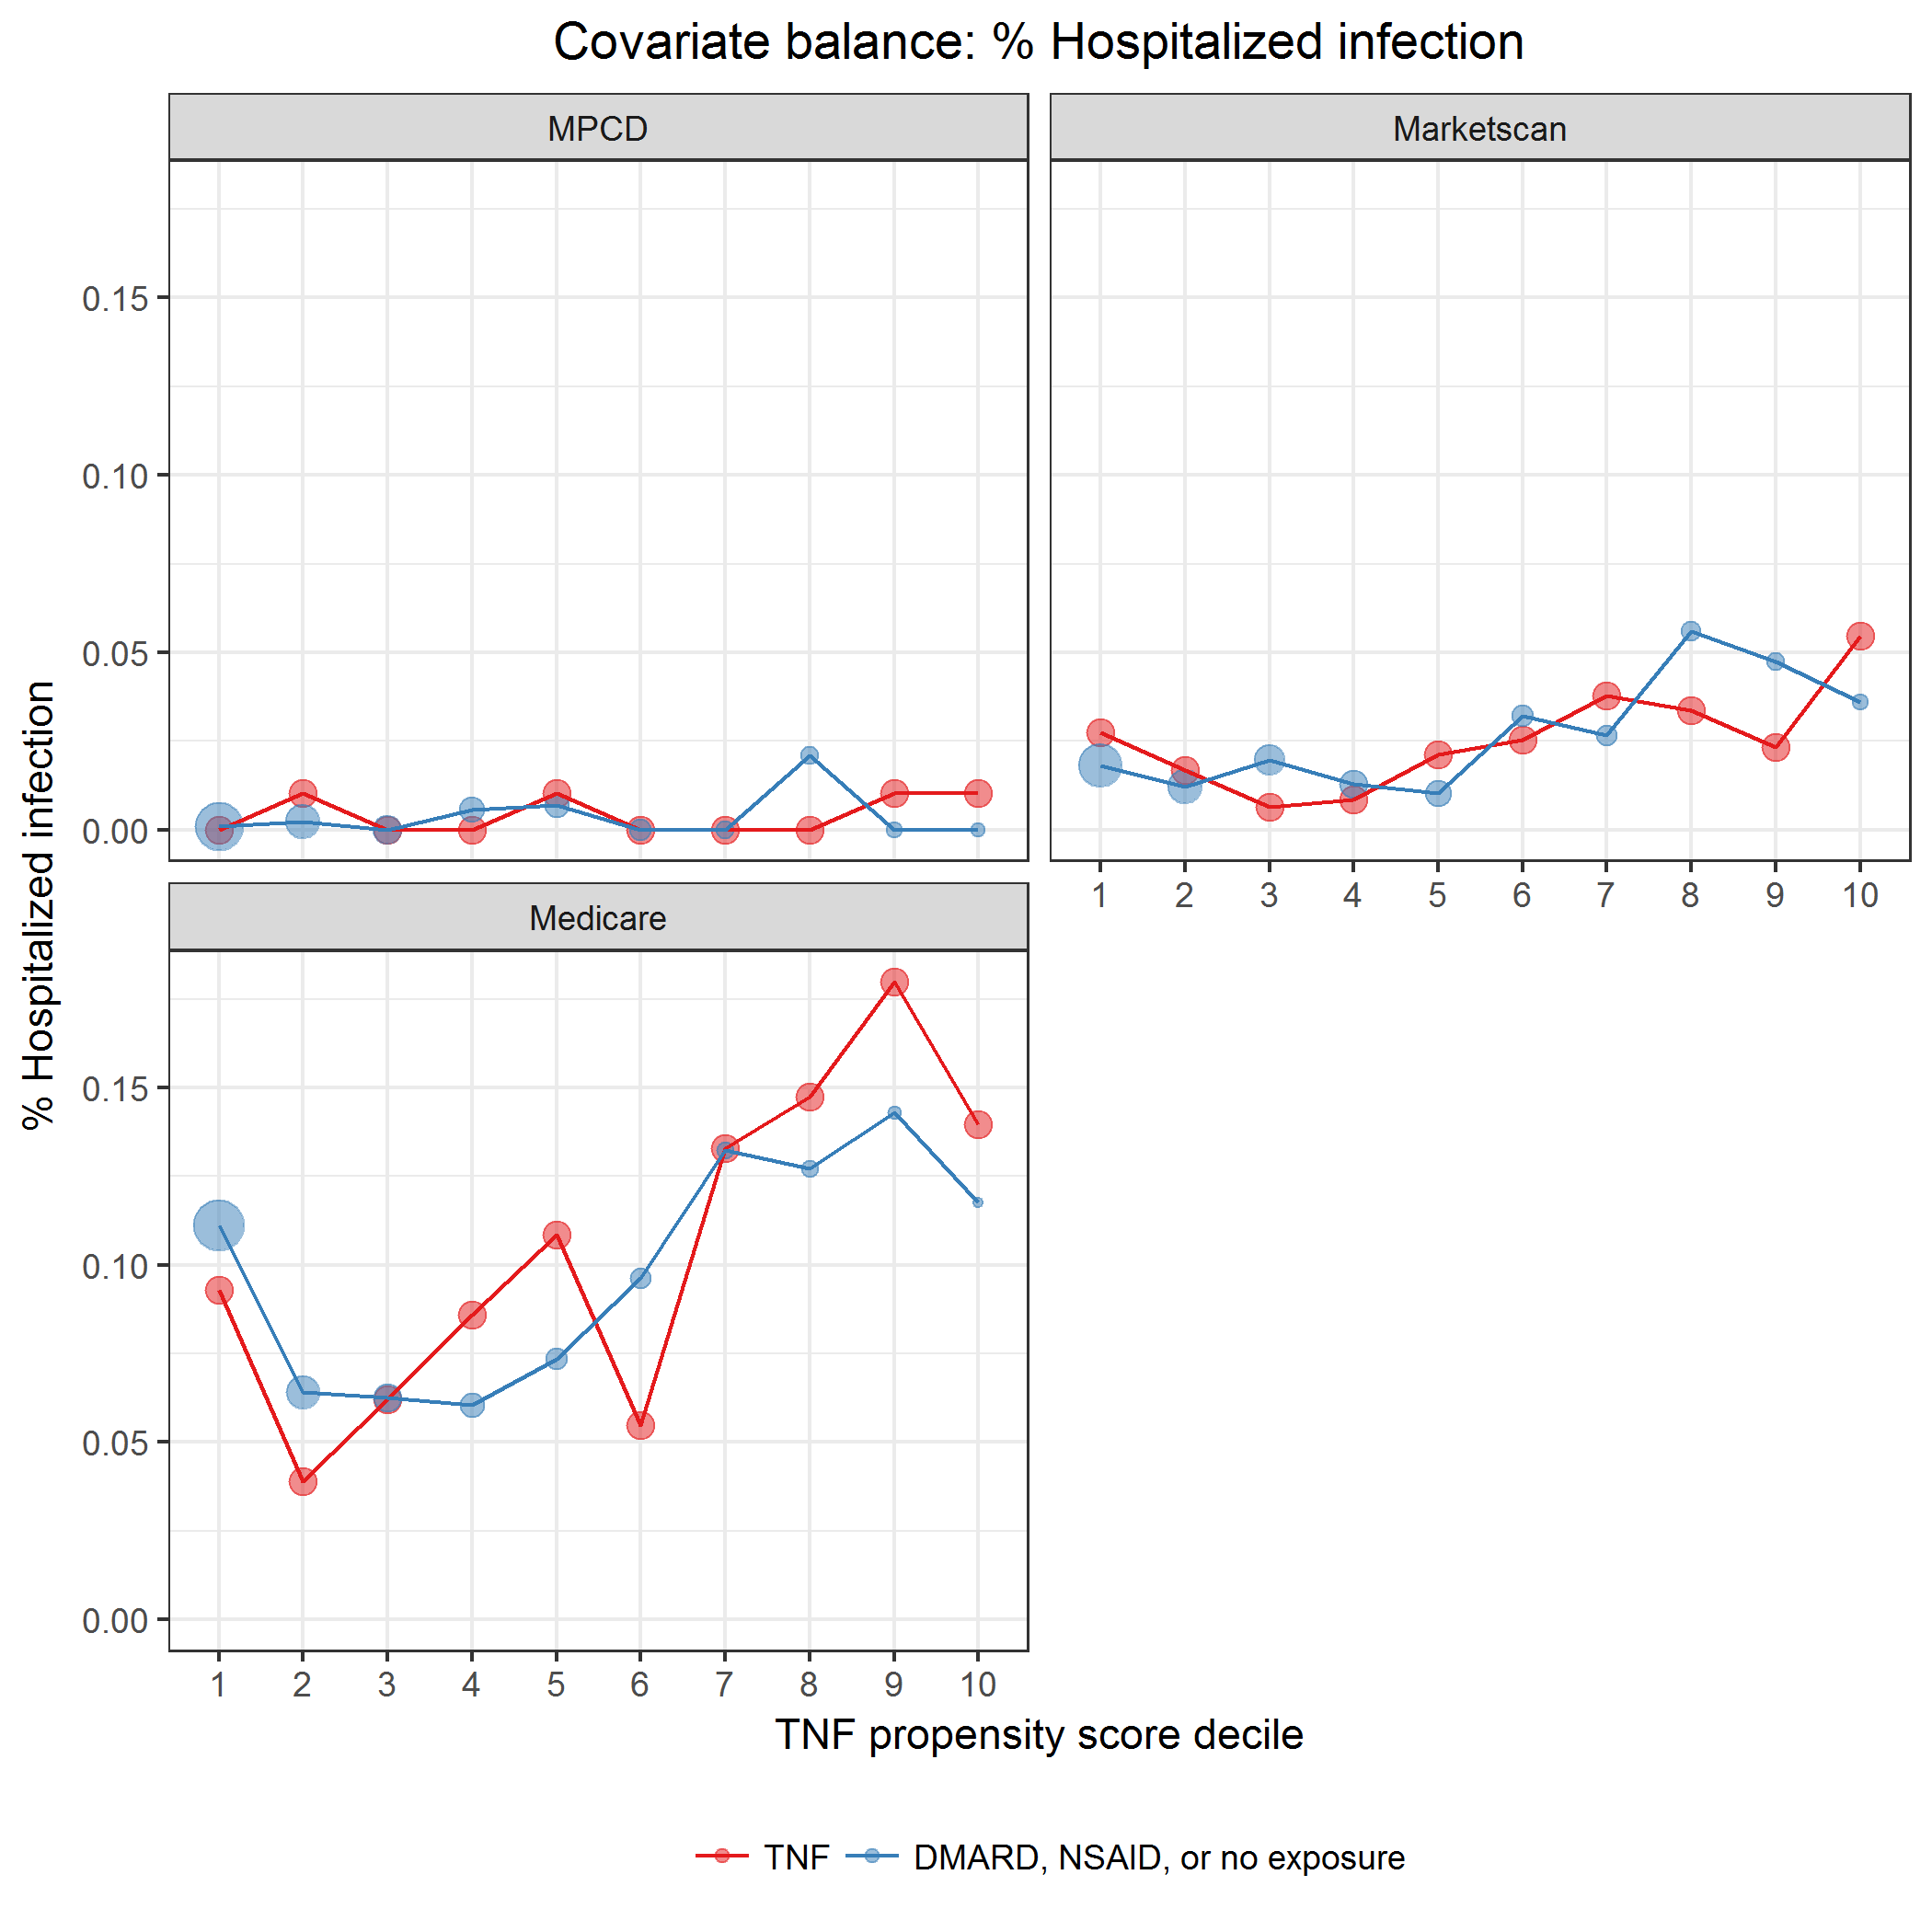 Covariate balance: % Hospitalized infection
MPCD
Marketscan
0.15
0.10
0.05
0.00
1 2 3 4 5 6 7 8 9 10
Medicare
0.15
0.10
0.05
0.00
1 2 3 4 5 6 7 8 9 10
% Hospitalized infection
TNF propensity score decile
TNF DMARD, NSAID, or no exposure